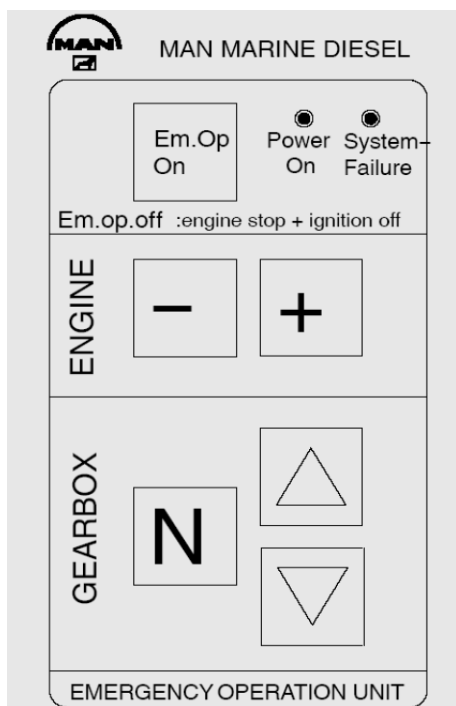 MAN
MAN MARINE DIESEL
Em.Op
On
Power
On
System-
Failure
Em.op.off :engine stop + ignition off
ENGINE
− +
GEARBOX
N
EMERGENCY OPERATION UNIT